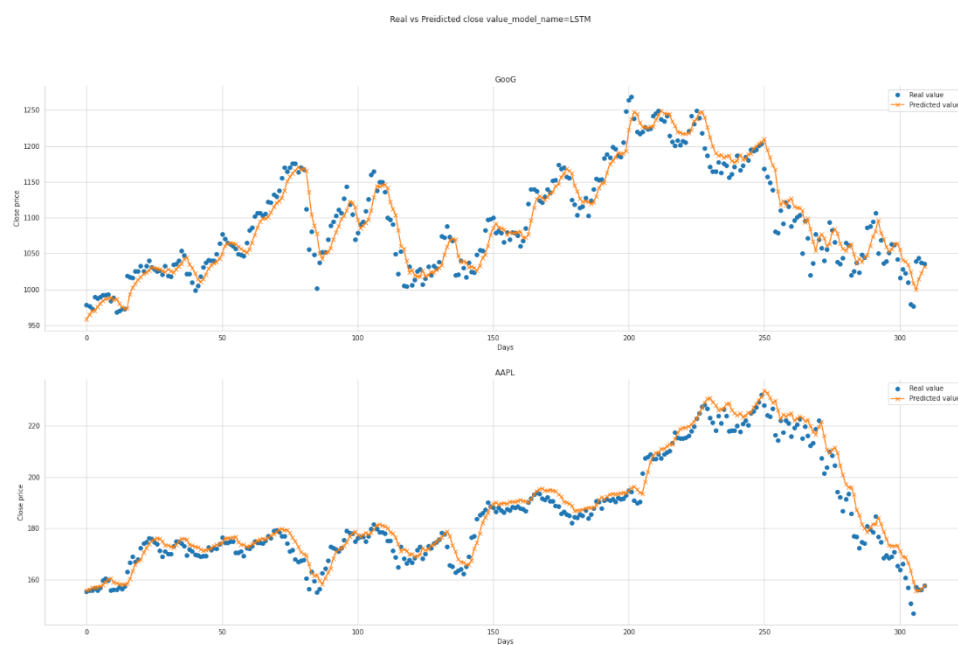 Real vs Preidicted close value_model_name=LSTM
GooG
Real value
Predicted value
1250
1200
1150
1100
1050
1000
950
Close price
0 50 100 150 200 250 300
Days
AAPL
Real value
Predicted value
220
200
180
160
Close price
0 50 100 150 200 250 300
Days